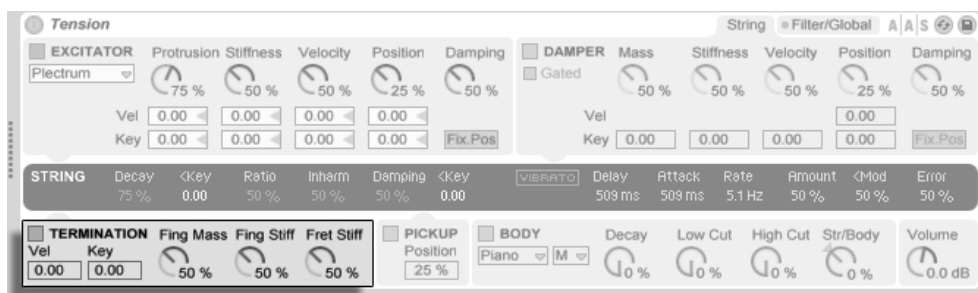 Tension String Filter/Global A A S
EXCITATOR Protrusion Stiffness Velocity Position Damping
Plectrum 75 % 50 % 50 % 25 % 50 %
Vel 0.00 0.00 0.00 0.00
Key 0.00 0.00 0.00 0.00 Fix.Pos
DAMPER Mass Stiffness Velocity Position Damping
Gated 50 % 50 % 50 % 25 % 50 %
Vel 0.00
Key 0.00 0.00 0.00 0.00 Fix.Pos
STRING Decay <Key Ratio Inharm Damping <Key VIBRATO Delay Attack Rate Amount <Mod Error
75 % 0.00 50 % 50 % 50 % 0.00 509 ms 509 ms 5.1 Hz 50 % 50 % 50 %
TERMINATION Fing Mass Fing Stiff Fret Stiff
Vel Key
0.00 0.00 50 % 50 % 50 %
PICKUP
Position
25 %
BODY Decay Low Cut High Cut Str/Body
Piano M 0 % 0 % 0 % 0 %
Volume
0.0 dB